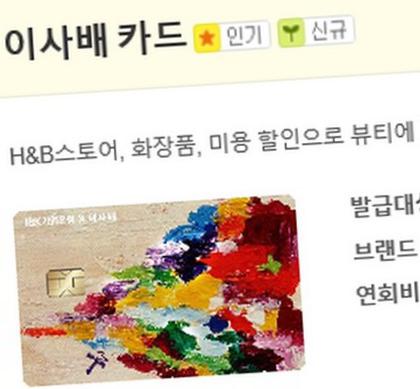 이사배 카드 인기 신규
H&B스토어, 화장품, 미용 할인으로 뷰티에
IBK기업은행 X 이사배
발급대상
브랜드
연회비